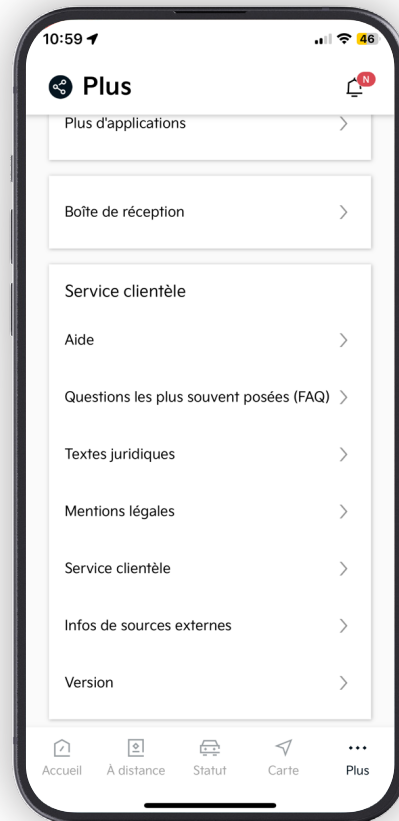 10:59
46
Plus
N
Plus d'applications
Boîte de réception
Service clientèle
Aide
Questions les plus souvent posées (FAQ)
Textes juridiques
Mentions légales
Service clientèle
Infos de sources externes
Version
Accueil À distance Statut Carte Plus